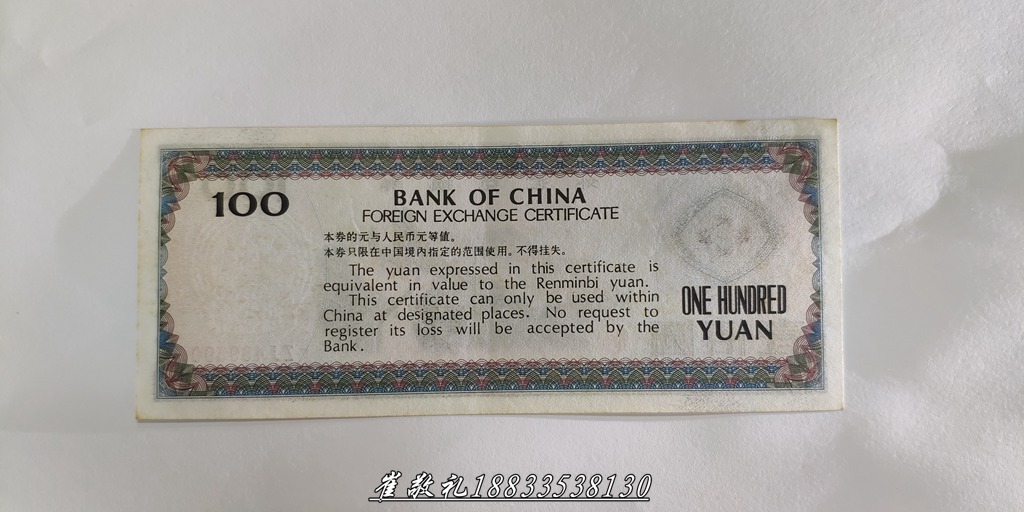 100
BANK OF CHINA
FOREIGN EXCHANGE CERTIFICATE
本券的元与人民币元等值。
本券只限在中国境内指定的范围使用。不得挂失。
The yuan expressed in this certificate is
equivalent in value to the Renminbi yuan.
This certificate can only be used within
China at designated places. No request to
register its loss will be accepted by the
Bank.
ONE HUNDRED
YUAN
崔教礼18833538130